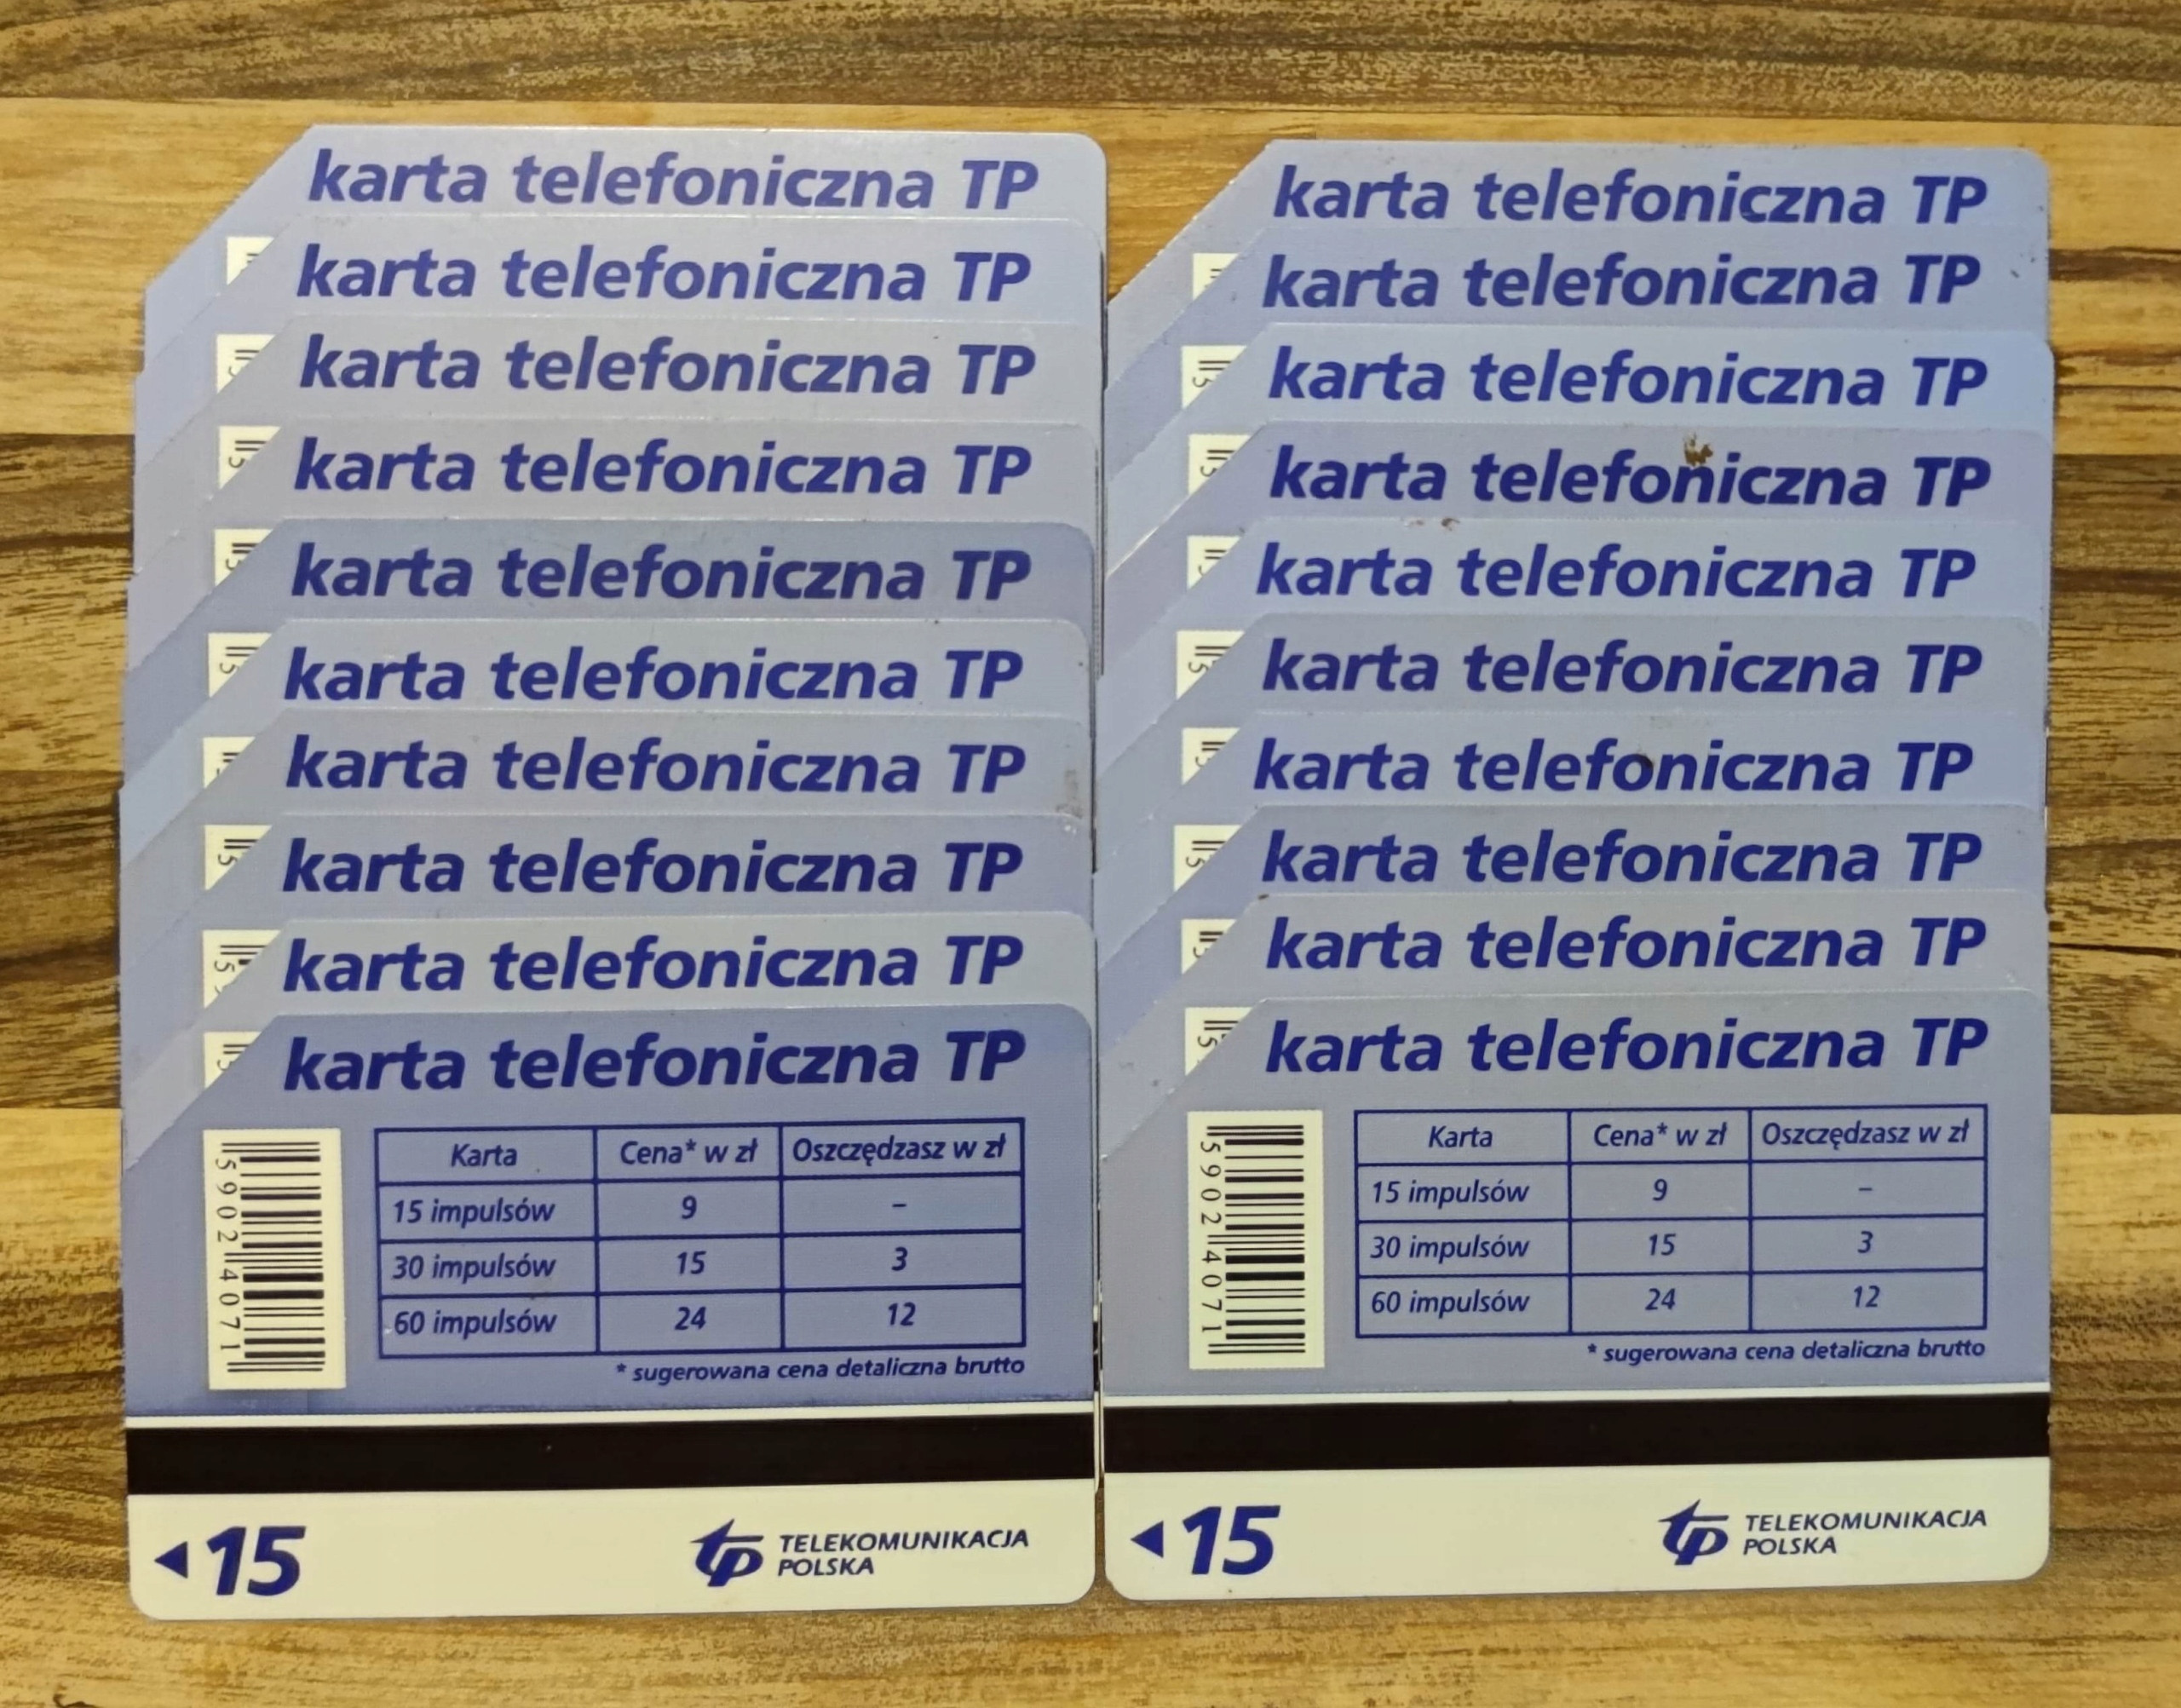 karta telefoniczna TP
karta telefoniczna TP
karta telefoniczna TP
karta telefoniczna TP
karta telefoniczna TP
karta telefoniczna TP
karta telefoniczna TP
karta telefoniczna TP
karta telefoniczna TP
karta telefoniczna TP
Karta Cena* w zł Oszczędzasz w zł
15 impulsów 9 –
30 impulsów 15 3
60 impulsów 24 12
* sugerowana cena detaliczna brutto
59024071
15
TELEKOMUNIKACJA
POLSKA
karta telefoniczna TP
karta telefoniczna TP
karta telefoniczna TP
karta telefoniczna TP
karta telefoniczna TP
karta telefoniczna TP
karta telefoniczna TP
karta telefoniczna TP
karta telefoniczna TP
karta telefoniczna TP
Karta Cena* w zł Oszczędzasz w zł
15 impulsów 9 –
30 impulsów 15 3
60 impulsów 24 12
* sugerowana cena detaliczna brutto
59024071
15
tp TELEKOMUNIKACJA
POLSKA